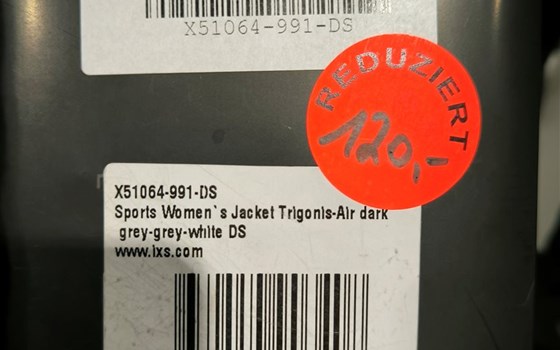 X51064-991-DS
REDUZIERT
120,-
X51064-991-DS
Sports Women`s Jacket Trigonis-Air dark
grey-grey-white DS
www.ixs.com